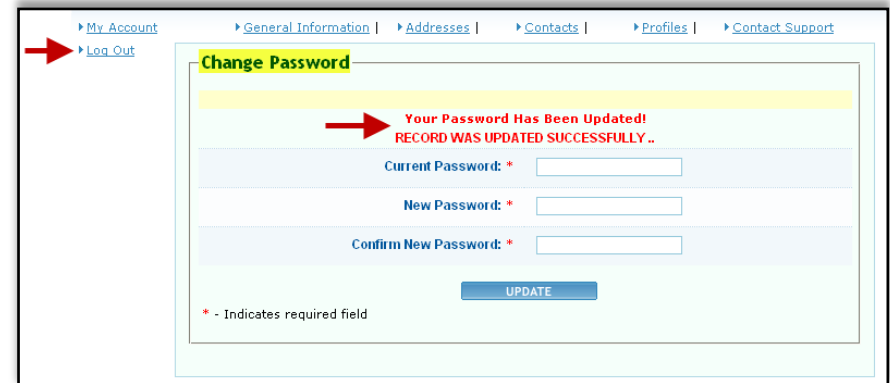 My Account General Information | Addresses | Contacts | Profiles | Contact Support
Log Out
Change Password
Your Password Has Been Updated!
RECORD WAS UPDATED SUCCESSFULLY ..
Current Password: *
New Password: *
Confirm New Password: *
UPDATE
* - Indicates required field